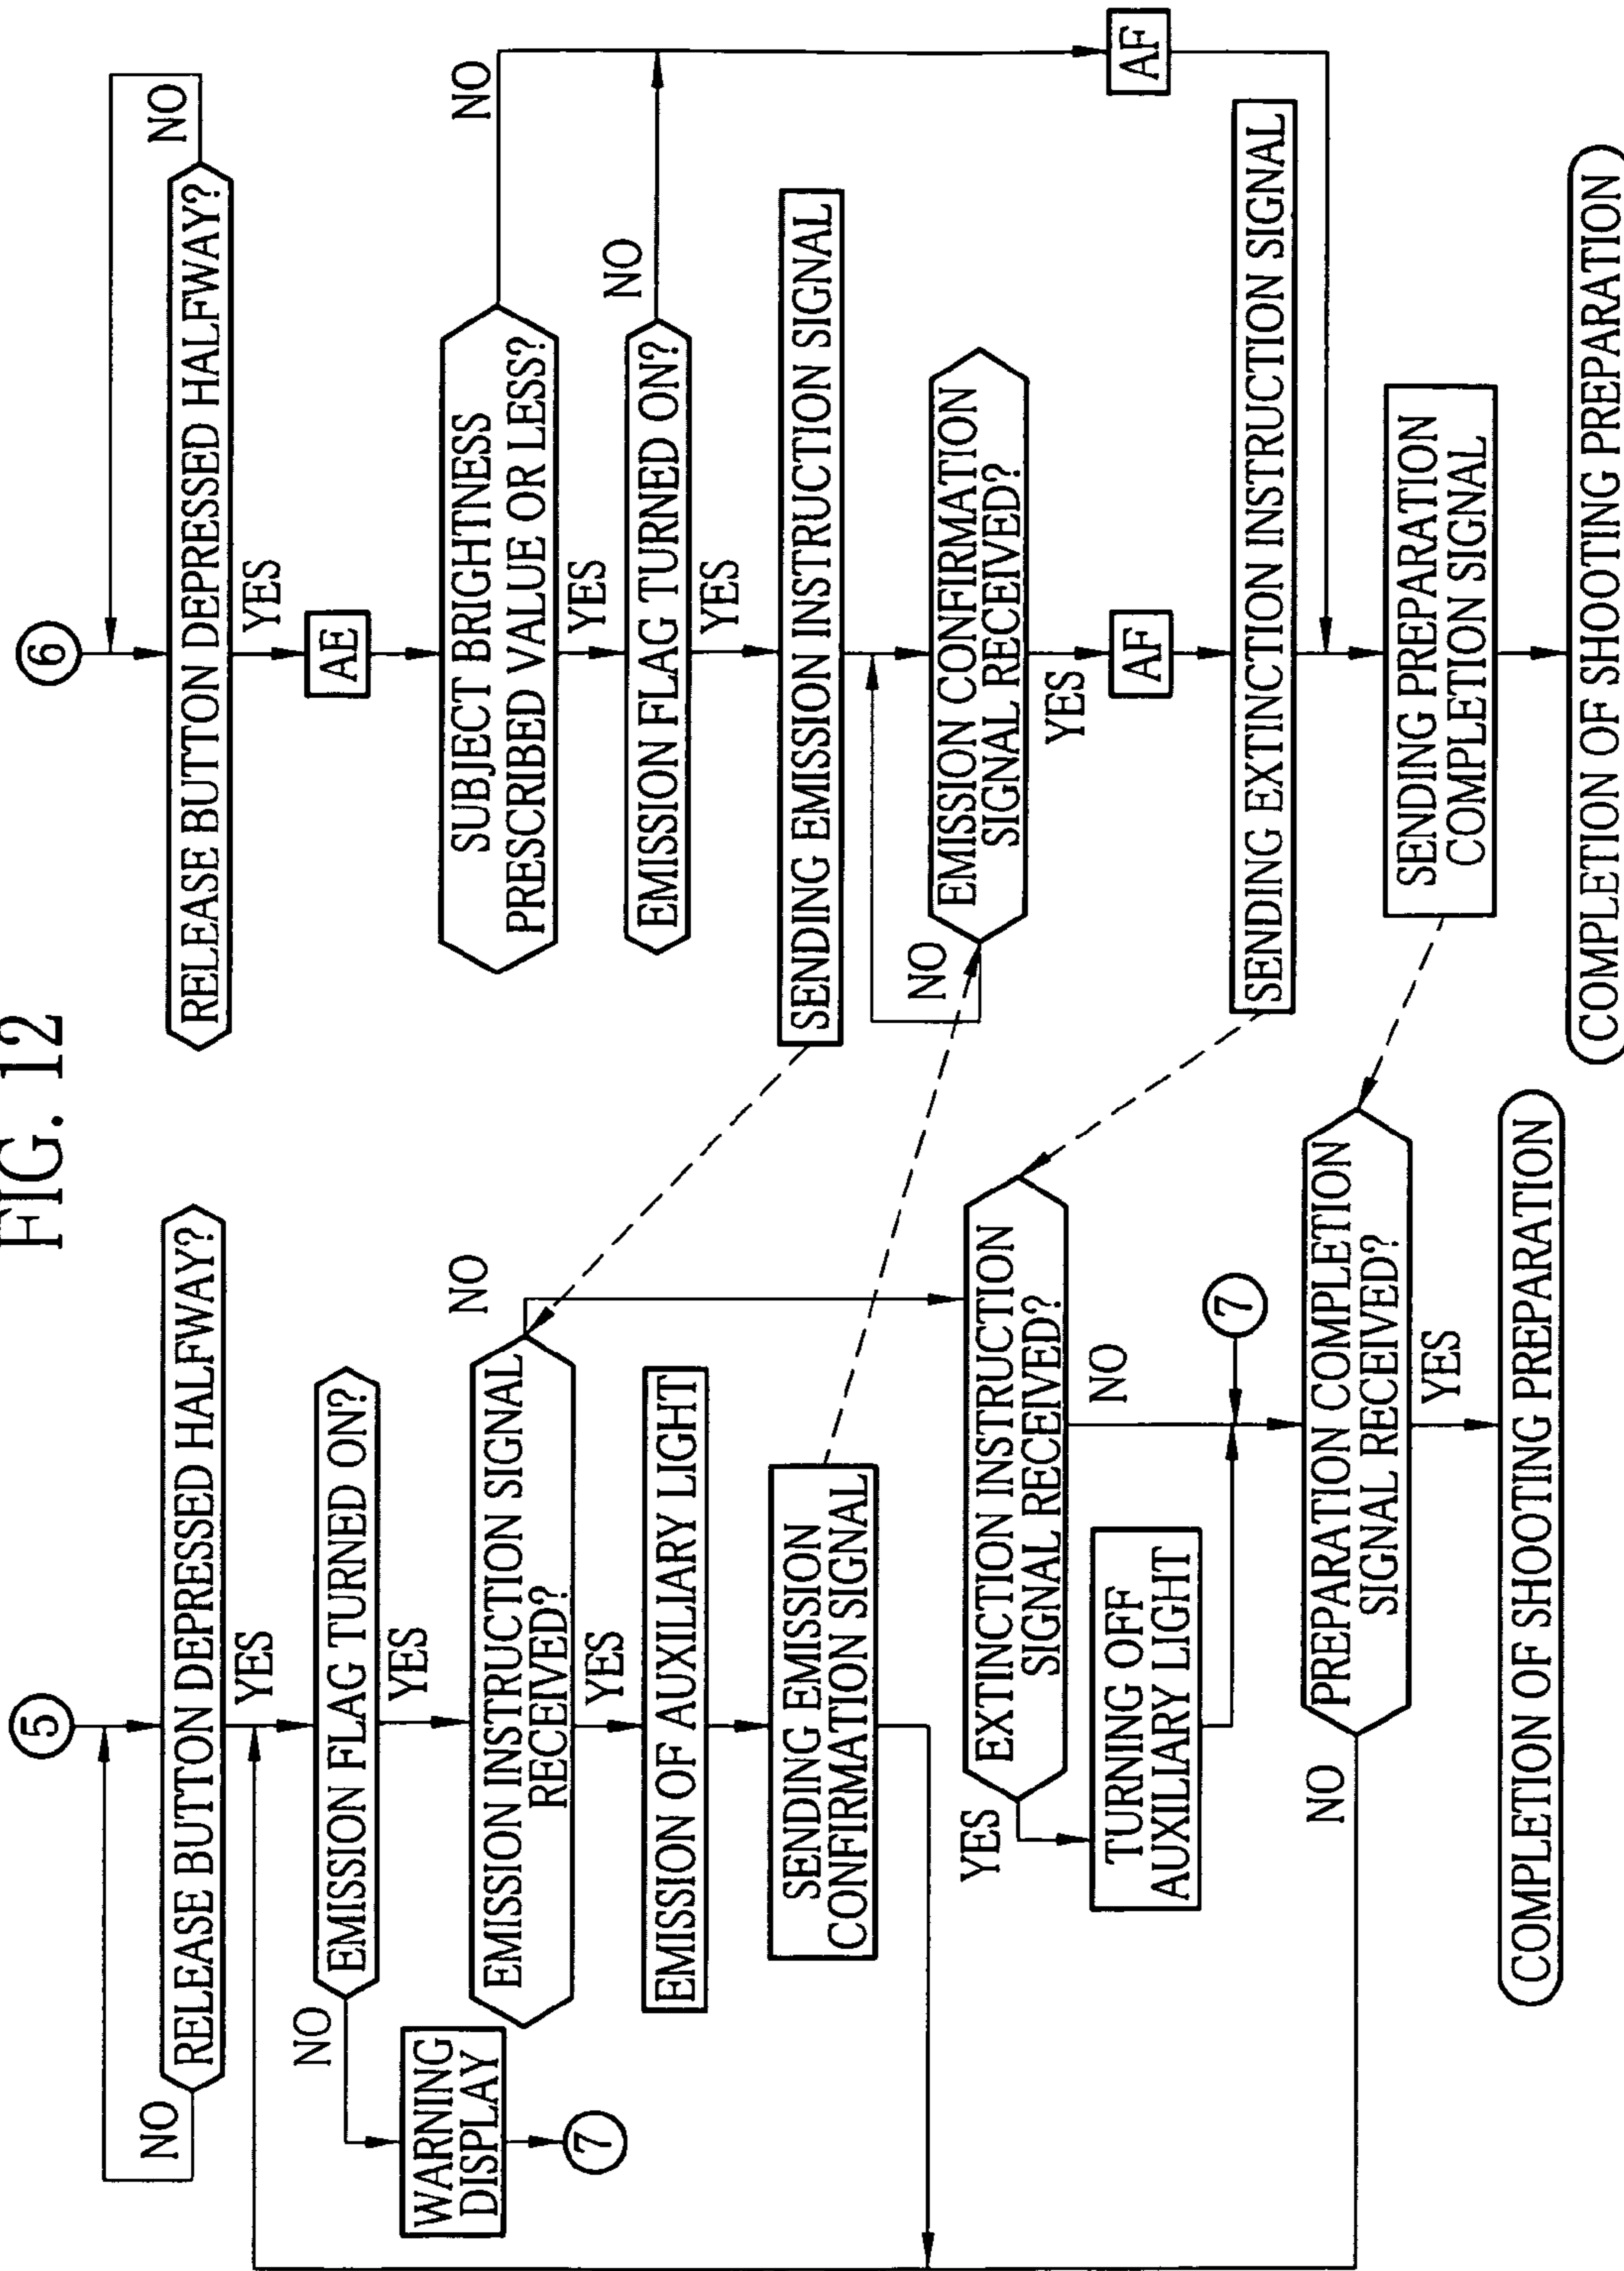 FIG. 12
5
RELEASE BUTTON DEPRESSED HALFWAY?
NO
YES
EMISSION FLAG TURNED ON?
NO
YES
WARNING
DISPLAY
7
EMISSION INSTRUCTION SIGNAL
RECEIVED?
NO
YES
EMISSION OF AUXILIARY LIGHT
SENDING EMISSION
CONFIRMATION SIGNAL
EXTINCTION INSTRUCTION
SIGNAL RECEIVED?
YES
NO
TURNING OFF
AUXILIARY LIGHT
7
PREPARATION COMPLETION
SIGNAL RECEIVED?
NO
YES
COMPLETION OF SHOOTING PREPARATION
6
RELEASE BUTTON DEPRESSED HALFWAY?
NO
YES
AE
SUBJECT BRIGHTNESS
PRESCRIBED VALUE OR LESS?
NO
YES
EMISSION FLAG TURNED ON?
NO
YES
SENDING EMISSION INSTRUCTION SIGNAL
EMISSION CONFIRMATION
SIGNAL RECEIVED?
NO
YES
AF
AF
SENDING EXTINCTION INSTRUCTION SIGNAL
SENDING PREPARATION
COMPLETION SIGNAL
COMPLETION OF SHOOTING PREPARATION